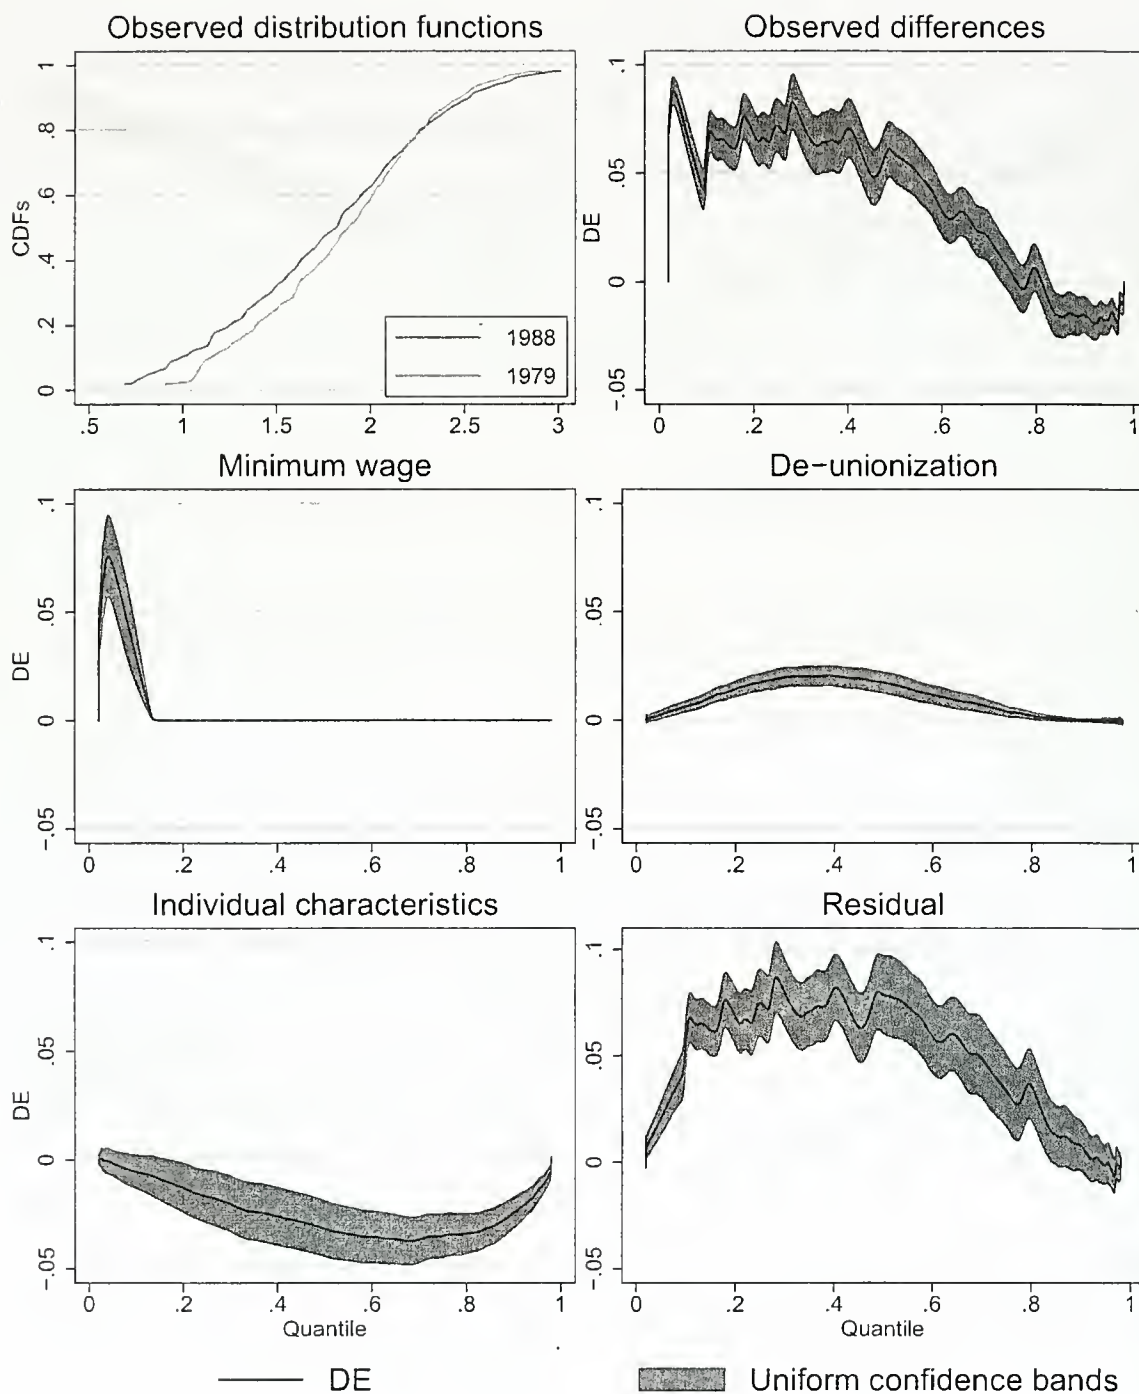 Observed distribution functions
CDFs
0 .2 .4 .6 .8 1
.5 1 1.5 2 2.5 3
1988
1979
Observed differences
DE
-.05 0 .05 .1
0 .2 .4 .6 .8 1
Minimum wage
DE
-.05 0 .05 .1
0 .2 .4 .6 .8 1
De-unionization
-.05 0 .05 .1
0 .2 .4 .6 .8 1
Individual characteristics
DE
-.05 0 .05 .1
0 .2 .4 .6 .8 1
Quantile
Residual
-.05 0 .05 .1
0 .2 .4 .6 .8 1
Quantile
DE
Uniform confidence bands